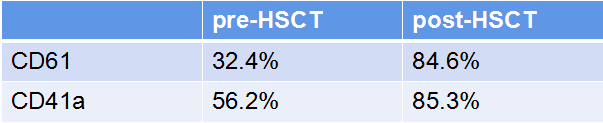 pre-HSCT post-HSCT
CD61 32.4% 84.6%
CD41a 56.2% 85.3%